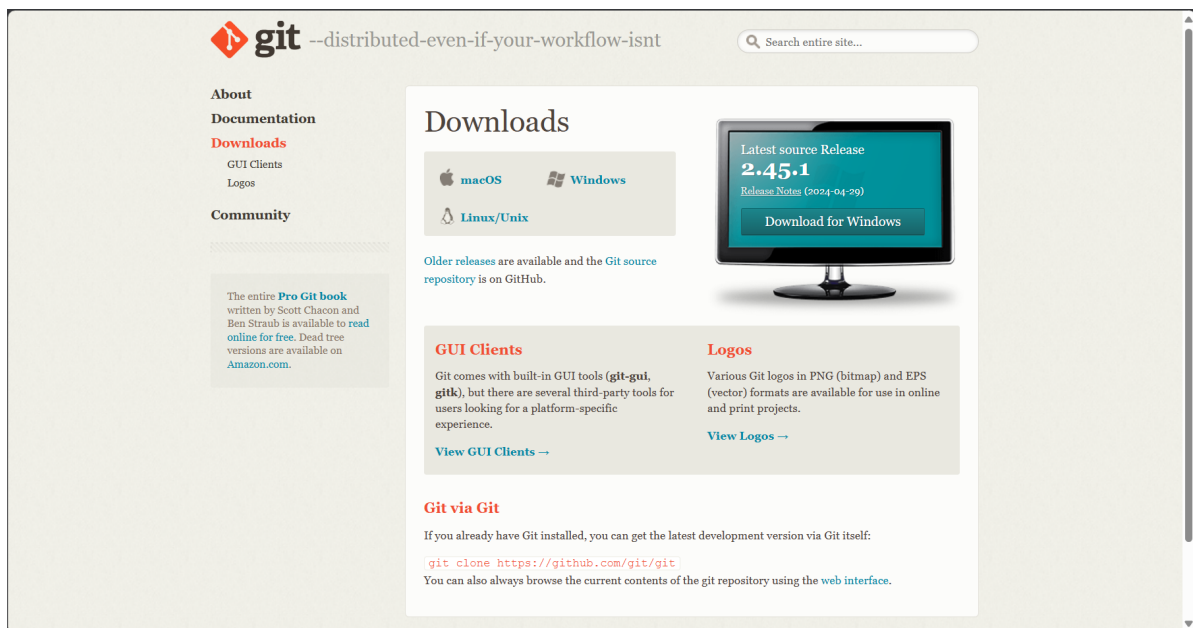 git --distributed-even-if-your-workflow-isnt
Search entire site...
About
Documentation
Downloads
GUI Clients
Logos
Community
The entire Pro Git book
written by Scott Chacon and
Ben Straub is available to read
online for free. Dead tree
versions are available on
Amazon.com.
Downloads
macOS
Windows
Linux/Unix
Older releases are available and the Git source
repository is on GitHub.
Latest source Release
2.45.1
Release Notes (2024-04-29)
Download for Windows
GUI Clients
Git comes with built-in GUI tools (git-gui,
gitk), but there are several third-party tools for
users looking for a platform-specific
experience.
View GUI Clients →
Logos
Various Git logos in PNG (bitmap) and EPS
(vector) formats are available for use in online
and print projects.
View Logos →
Git via Git
If you already have Git installed, you can get the latest development version via Git itself:
git clone https://github.com/git/git
You can also always browse the current contents of the git repository using the web interface.